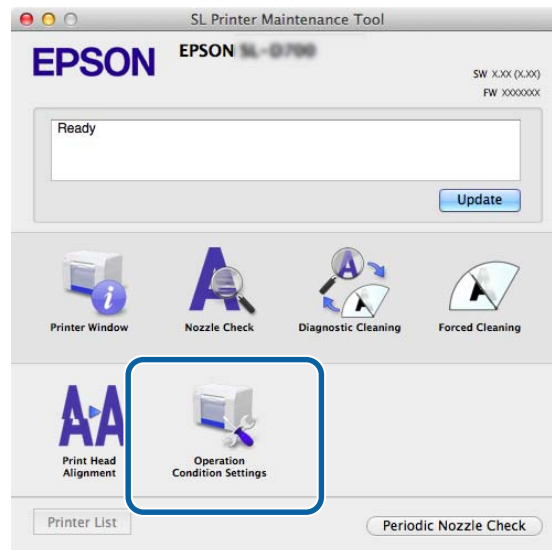 SL Printer Maintenance Tool
EPSON
EPSON
SW X.XX (X.XX)
FW XXXXXXX
Ready
Update
Printer Window
Nozzle Check
Diagnostic Cleaning
Forced Cleaning
Print Head
Alignment
Operation
Condition Settings
Printer List
Periodic Nozzle Check